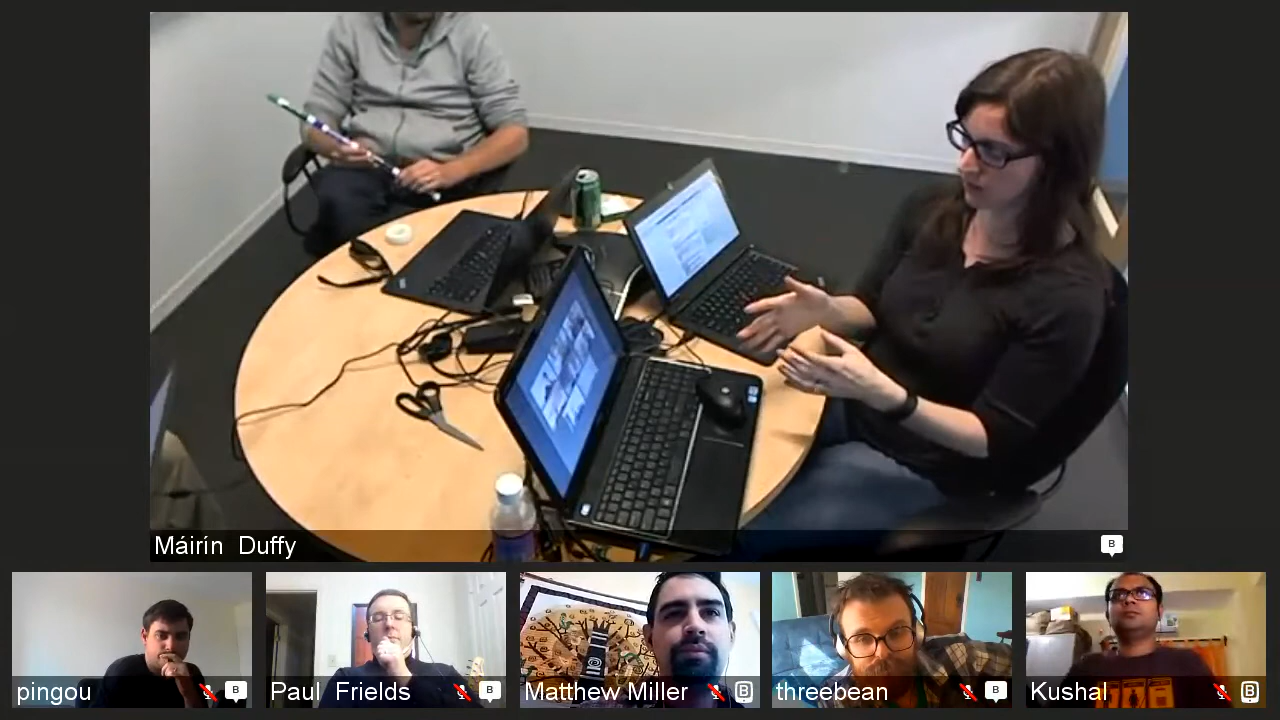 Máirín Duffy
B
pingou
B
Paul Frields
B
Matthew Miller
B
threebean
B
Kushal
B